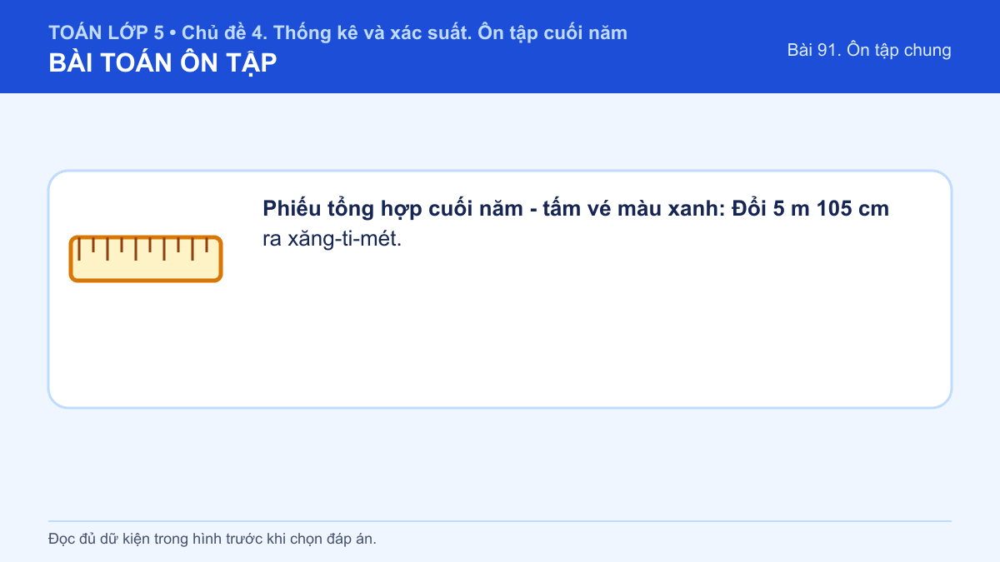 TOÁN LỚP 5 • Chủ đề 4. Thống kê và xác suất. Ôn tập cuối năm
BÀI TOÁN ÔN TẬP
Bài 91. Ôn tập chung
Phiếu tổng hợp cuối năm - tấm vé màu xanh: Đổi 5 m 105 cm
ra xăng-ti-mét.
Đọc đủ dữ kiện trong hình trước khi chọn đáp án.